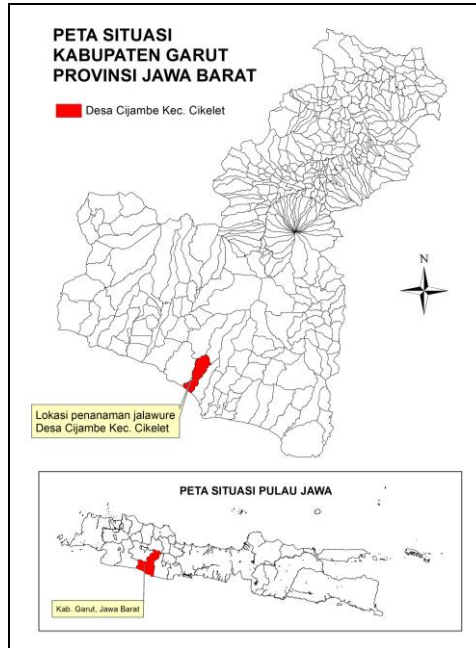 PETA SITUASI
KABUPATEN GARUT
PROVINSI JAWA BARAT
Desa Cijambe Kec. Cikelet
N
Lokasi penanaman jalawure
Desa Cijambe Kec. Cikelet
PETA SITUASI PULAU JAWA
Kab. Garut, Jawa Barat